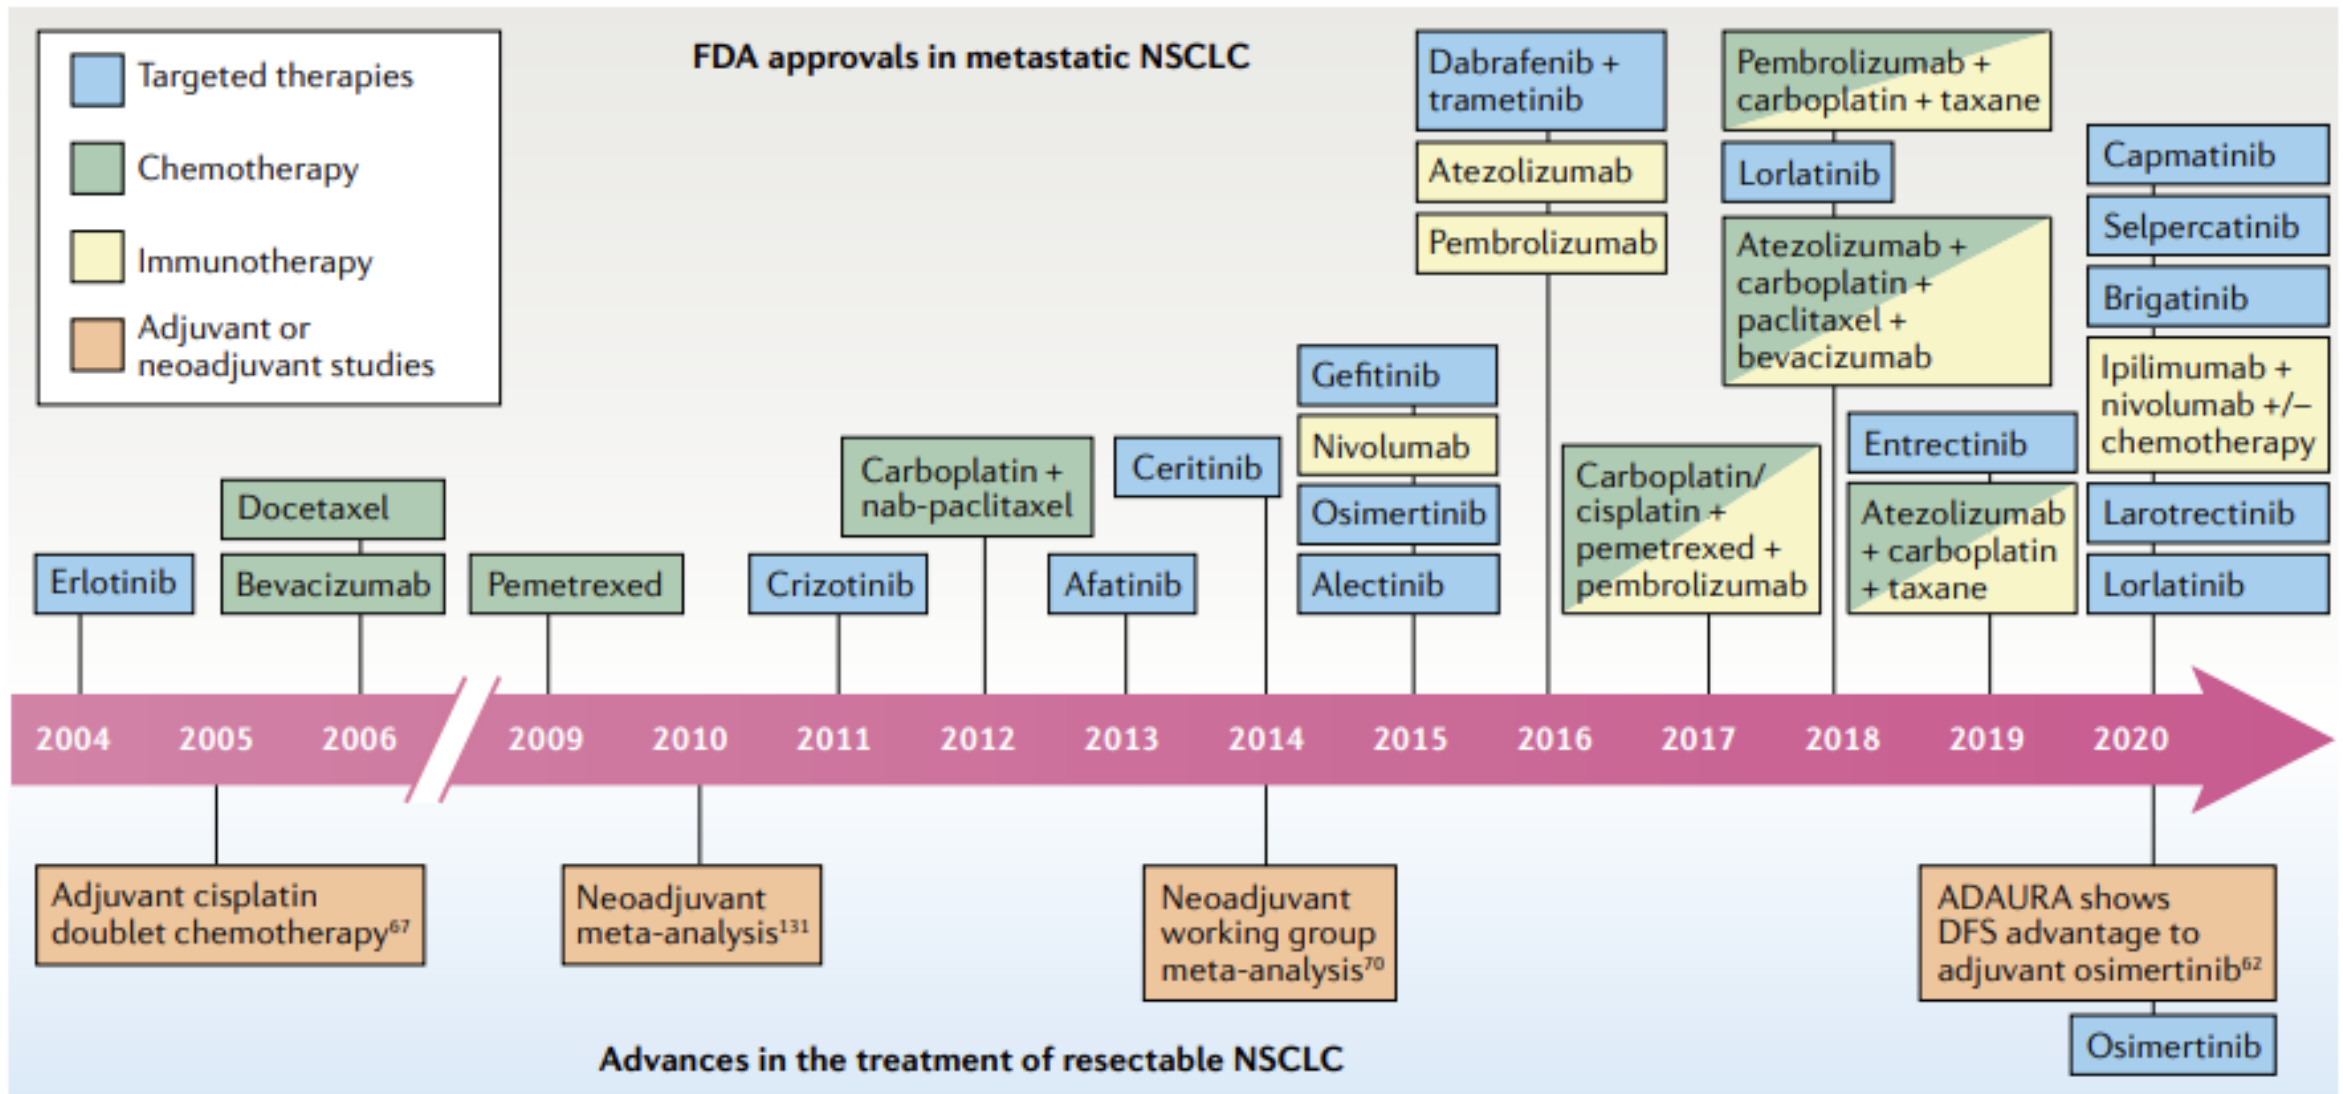 FDA approvals in metastatic NSCLC
Targeted therapies
Chemotherapy
Immunotherapy
Adjuvant or
neoadjuvant studies
Erlotinib
Docetaxel
Bevacizumab
Pemetrexed
Crizotinib
Carboplatin +
nab-paclitaxel
Afatinib
Ceritinib
Gefitinib
Nivolumab
Osimertinib
Alectinib
Dabrafenib +
trametinib
Atezolizumab
Pembrolizumab
Carboplatin/
cisplatin +
pemetrexed +
pembrolizumab
Pembrolizumab +
carboplatin + taxane
Lorlatinib
Atezolizumab +
carboplatin +
paclitaxel +
bevacizumab
Entrectinib
Atezolizumab
+ carboplatin
+ taxane
Capmatinib
Selpercatinib
Brigatinib
Ipilimumab +
nivolumab +/–
chemotherapy
Larotrectinib
Lorlatinib
2004 2005 2006 2009 2010 2011 2012 2013 2014 2015 2016 2017 2018 2019 2020
Adjuvant cisplatin
doublet chemotherapy⁶⁷
Neoadjuvant
meta-analysis¹³¹
Neoadjuvant
working group
meta-analysis⁷⁰
ADAURA shows
DFS advantage to
adjuvant osimertinib⁶²
Osimertinib
Advances in the treatment of resectable NSCLC